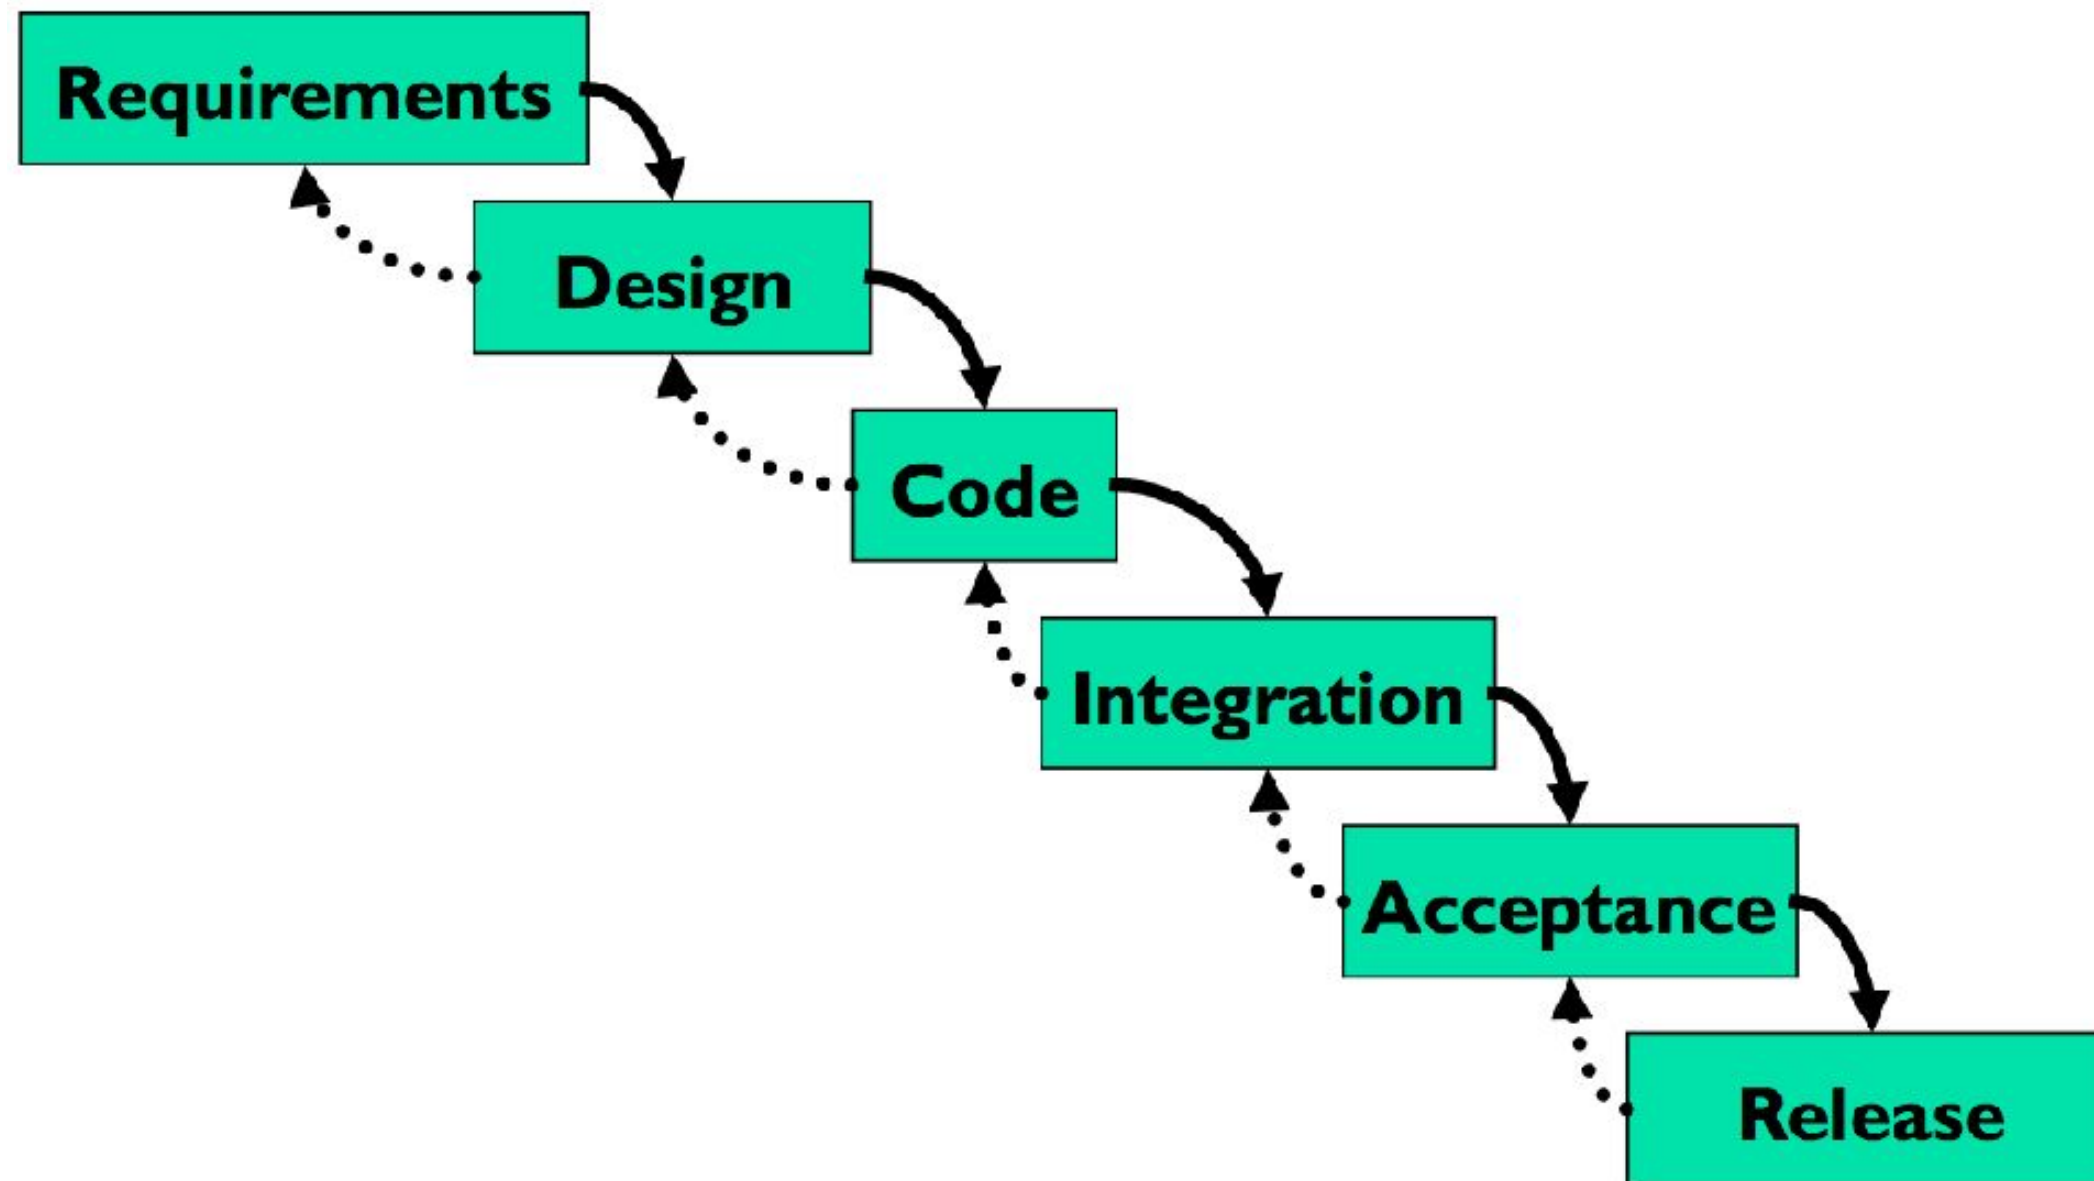 Requirements
Design
Code
Integration
Acceptance
Release